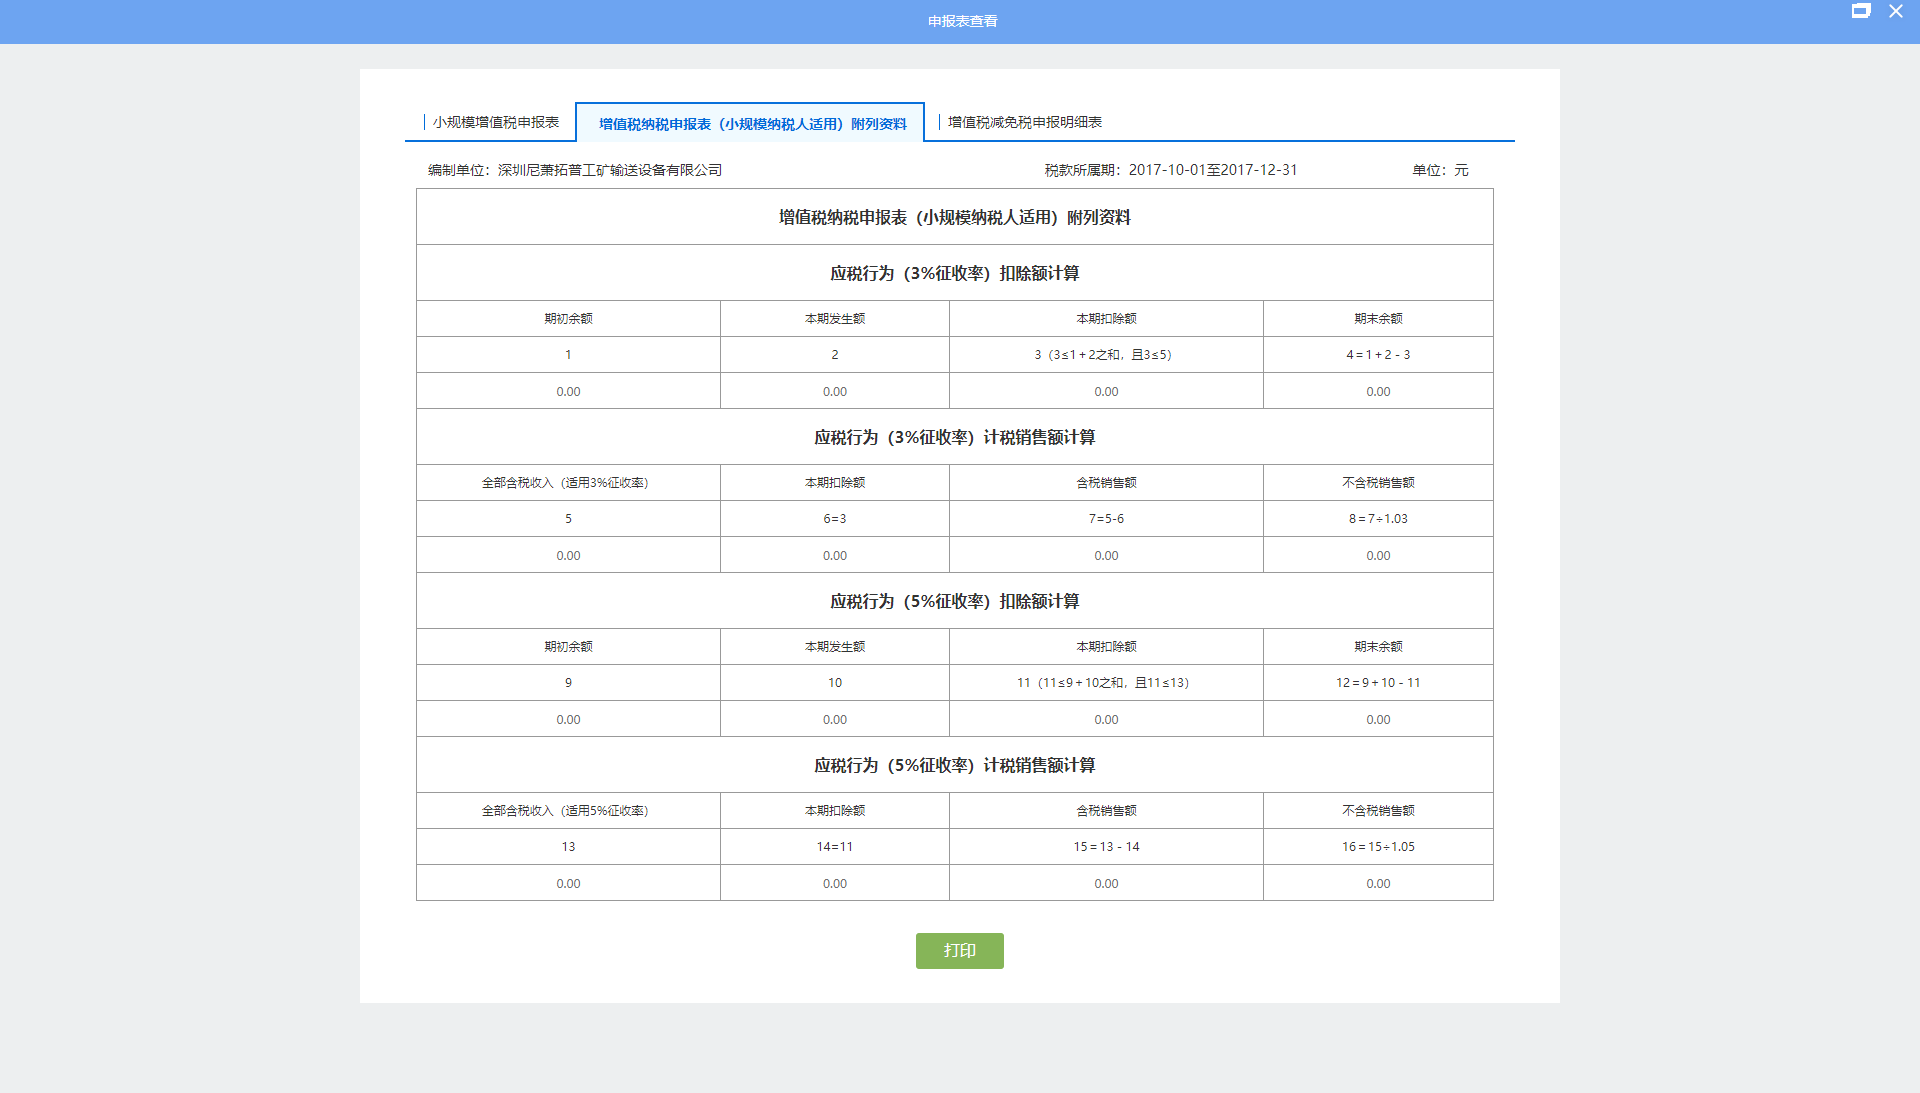 申报表查看
小规模增值税申报表 增值税纳税申报表（小规模纳税人适用）附列资料 增值税减免税申报明细表
编制单位：深圳尼萧拓普工矿输送设备有限公司 税款所属期：2017-10-01至2017-12-31 单位：元
增值税纳税申报表（小规模纳税人适用）附列资料
应税行为（3%征收率）扣除额计算
期初余额 本期发生额 本期扣除额 期末余额
1 2 3（3≤1＋2之和，且3≤5） 4＝1＋2－3
0.00 0.00 0.00 0.00
应税行为（3%征收率）计税销售额计算
全部含税收入（适用3%征收率） 本期扣除额 含税销售额 不含税销售额
5 6=3 7=5-6 8＝7÷1.03
0.00 0.00 0.00 0.00
应税行为（5%征收率）扣除额计算
期初余额 本期发生额 本期扣除额 期末余额
9 10 11（11≤9＋10之和，且11≤13） 12＝9＋10－11
0.00 0.00 0.00 0.00
应税行为（5%征收率）计税销售额计算
全部含税收入（适用5%征收率） 本期扣除额 含税销售额 不含税销售额
13 14=11 15＝13－14 16＝15÷1.05
0.00 0.00 0.00 0.00
打印